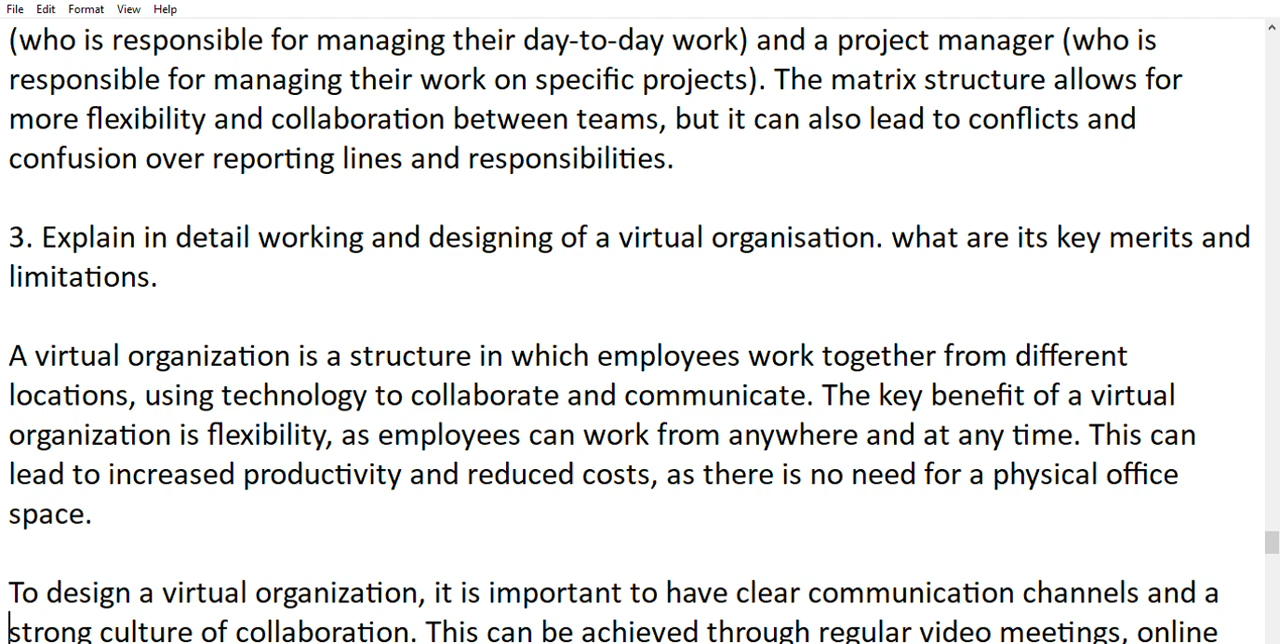 File Edit Format View Help
(who is responsible for managing their day-to-day work) and a project manager (who is
responsible for managing their work on specific projects). The matrix structure allows for
more flexibility and collaboration between teams, but it can also lead to conflicts and
confusion over reporting lines and responsibilities.
3. Explain in detail working and designing of a virtual organisation. what are its key merits and
limitations.
A virtual organization is a structure in which employees work together from different
locations, using technology to collaborate and communicate. The key benefit of a virtual
organization is flexibility, as employees can work from anywhere and at any time. This can
lead to increased productivity and reduced costs, as there is no need for a physical office
space.
To design a virtual organization, it is important to have clear communication channels and a
strong culture of collaboration. This can be achieved through regular video meetings, online